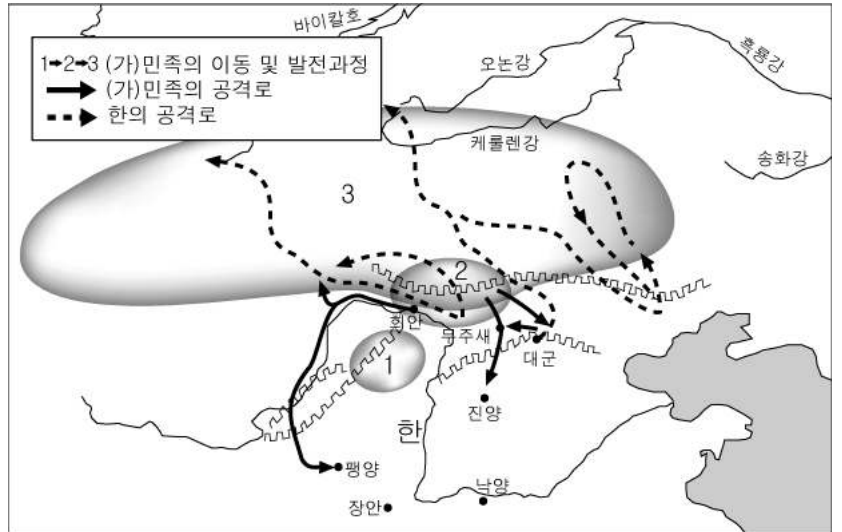 바이칼호
1→2→3 (가)민족의 이동 및 발전과정
(가)민족의 공격로
한의 공격로
오논강
흑룡강
케룰렌강
송화강
3
2
회안
무주새
대군
1
진양
한
팽양
장안
낙양